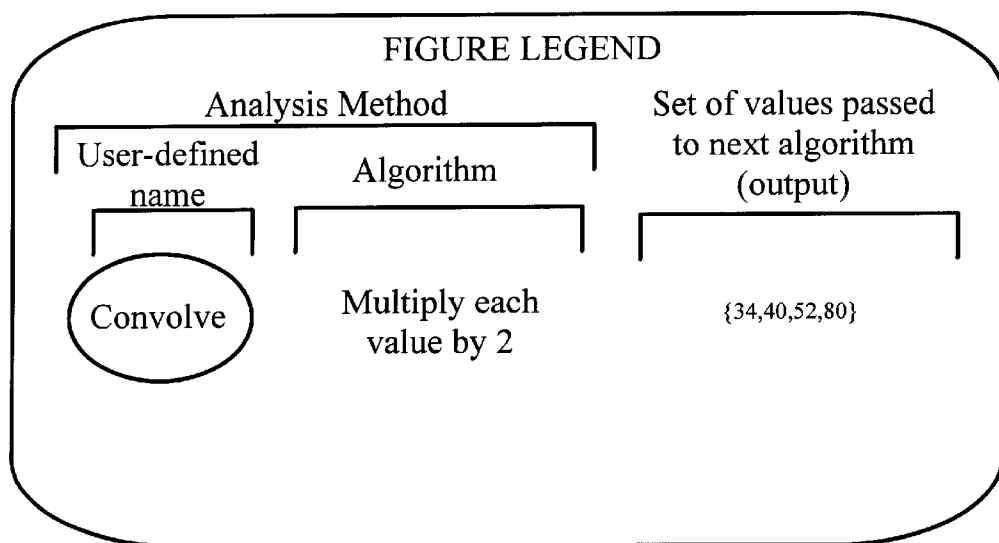 FIGURE LEGEND
Analysis Method
Set of values passed
to next algorithm
(output)
User-defined
name
Algorithm
Convolve
Multiply each
value by 2
{34,40,52,80}